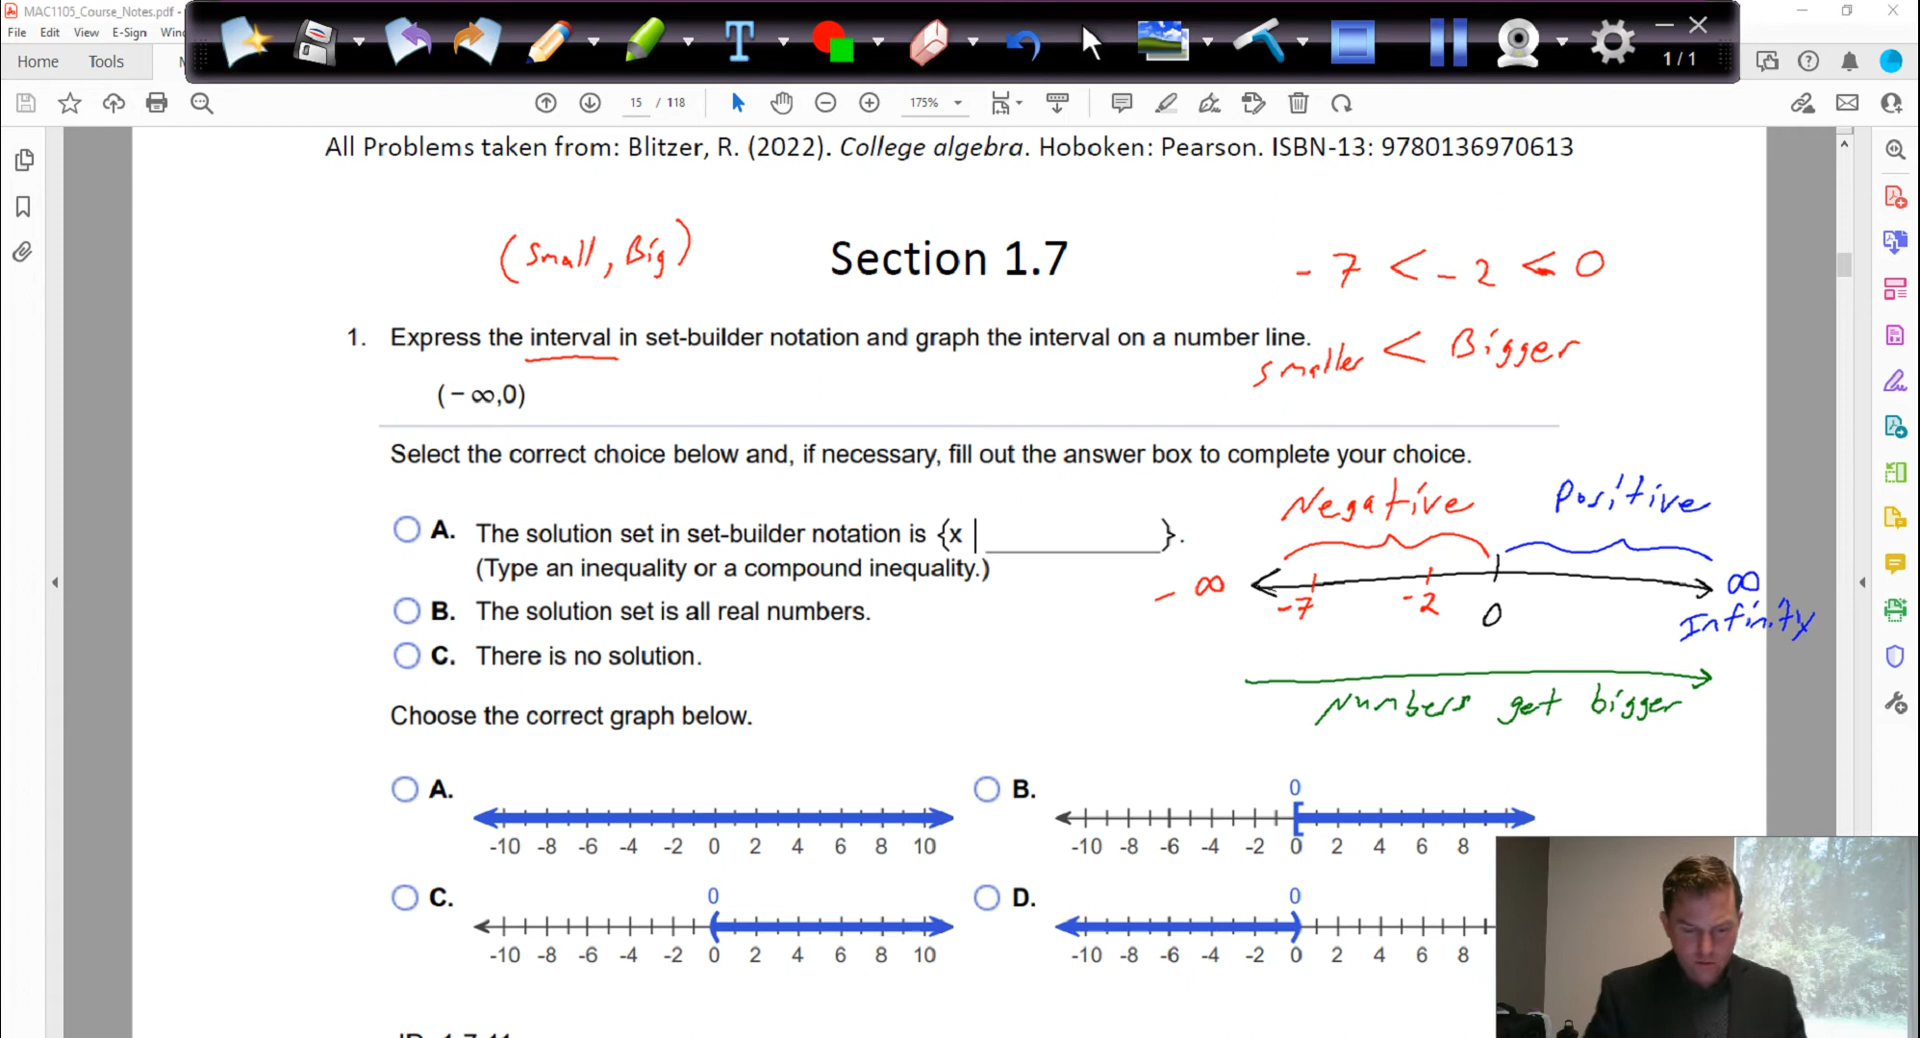 MAC1105_Course_Notes.pdf -
File Edit View E-Sign
1 / 1
Home Tools
15 / 118
175%
All Problems taken from: Blitzer, R. (2022). College algebra. Hoboken: Pearson. ISBN-13: 9780136970613
(Small, Big)
Section 1.7
-7 < -2 < 0
1. Express the interval in set-builder notation and graph the interval on a number line.
smaller < Bigger
(-∞,0)
Select the correct choice below and, if necessary, fill out the answer box to complete your choice.
Negative
Positive
A. The solution set in set-builder notation is {x | }.
(Type an inequality or a compound inequality.)
-∞ -7 -2 0 ∞
Infinity
B. The solution set is all real numbers.
C. There is no solution.
Numbers get bigger
Choose the correct graph below.
A.
-10 -8 -6 -4 -2 0 2 4 6 8 10
B.
0
-10 -8 -6 -4 -2 0 2 4 6 8
C.
0
-10 -8 -6 -4 -2 0 2 4 6 8 10
D.
0
-10 -8 -6 -4 -2 0 2 4 6 8